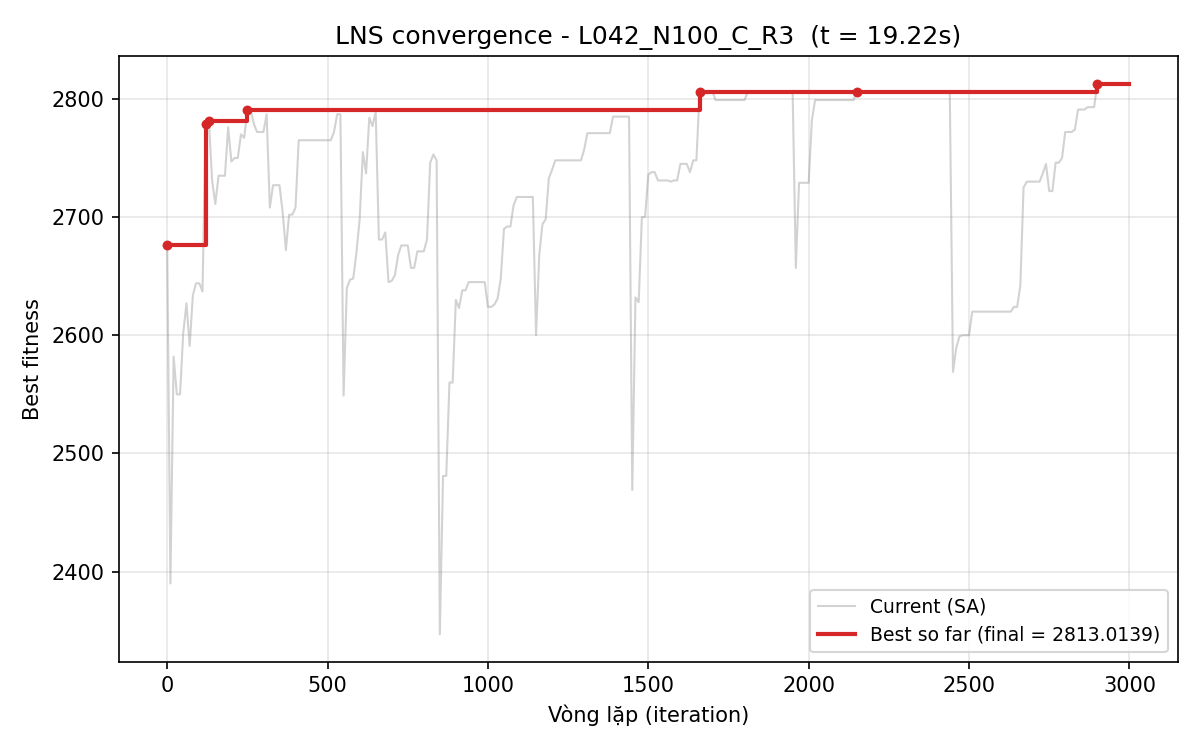 LNS convergence - L042_N100_C_R3 (t = 19.22s)
Best fitness
2800
2700
2600
2500
2400
Current (SA)
Best so far (final = 2813.0139)
0 500 1000 1500 2000 2500 3000
Vòng lặp (iteration)